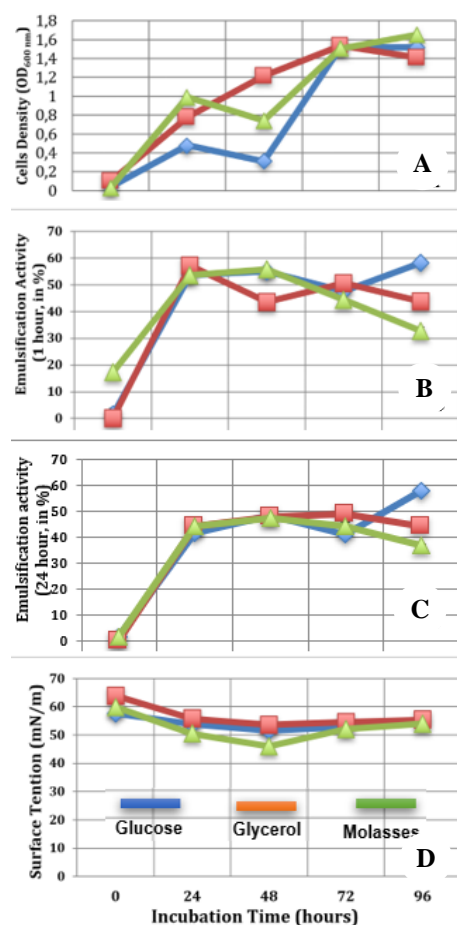 1,8
1,6
1,4
1,2
1
0,8
0,6
0,4
0,2
0
Cells Density (OD600 nm)
A
70
60
50
40
30
20
10
0
Emulsification Activity
(1 hour, in %)
B
70
60
50
40
30
20
10
0
Emulsification activity
(24 hour, in %)
C
70
60
50
40
30
20
10
0
Surface Tention (mN/m)
Glucose Glycerol Molasses
D
0 24 48 72 96
Incubation Time (hours)